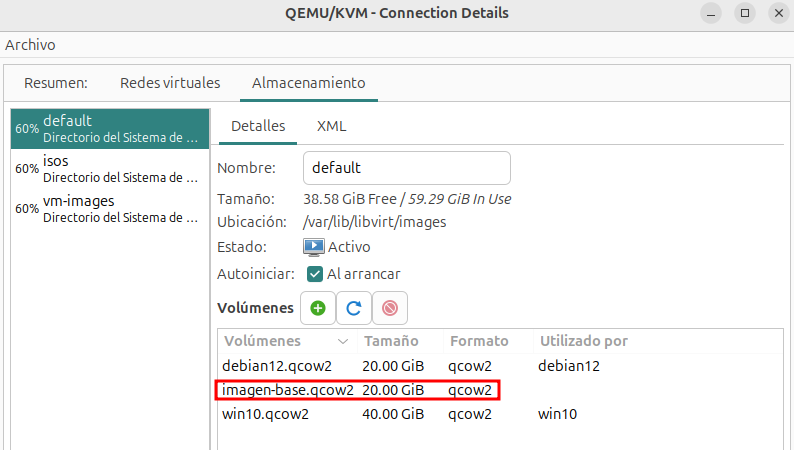 QEMU/KVM - Connection Details
Archivo
Resumen: Redes virtuales Almacenamiento
60% default
Directorio del Sistema de ...
60% isos
Directorio del Sistema de ...
60% vm-images
Directorio del Sistema de ...
Detalles XML
Nombre: default
Tamaño: 38.58 GiB Free / 59.29 GiB In Use
Ubicación: /var/lib/libvirt/images
Estado: Activo
Autoiniciar: Al arrancar
Volúmenes
Volúmenes Tamaño Formato Utilizado por
debian12.qcow2 20.00 GiB qcow2 debian12
imagen-base.qcow2 20.00 GiB qcow2
win10.qcow2 40.00 GiB qcow2 win10